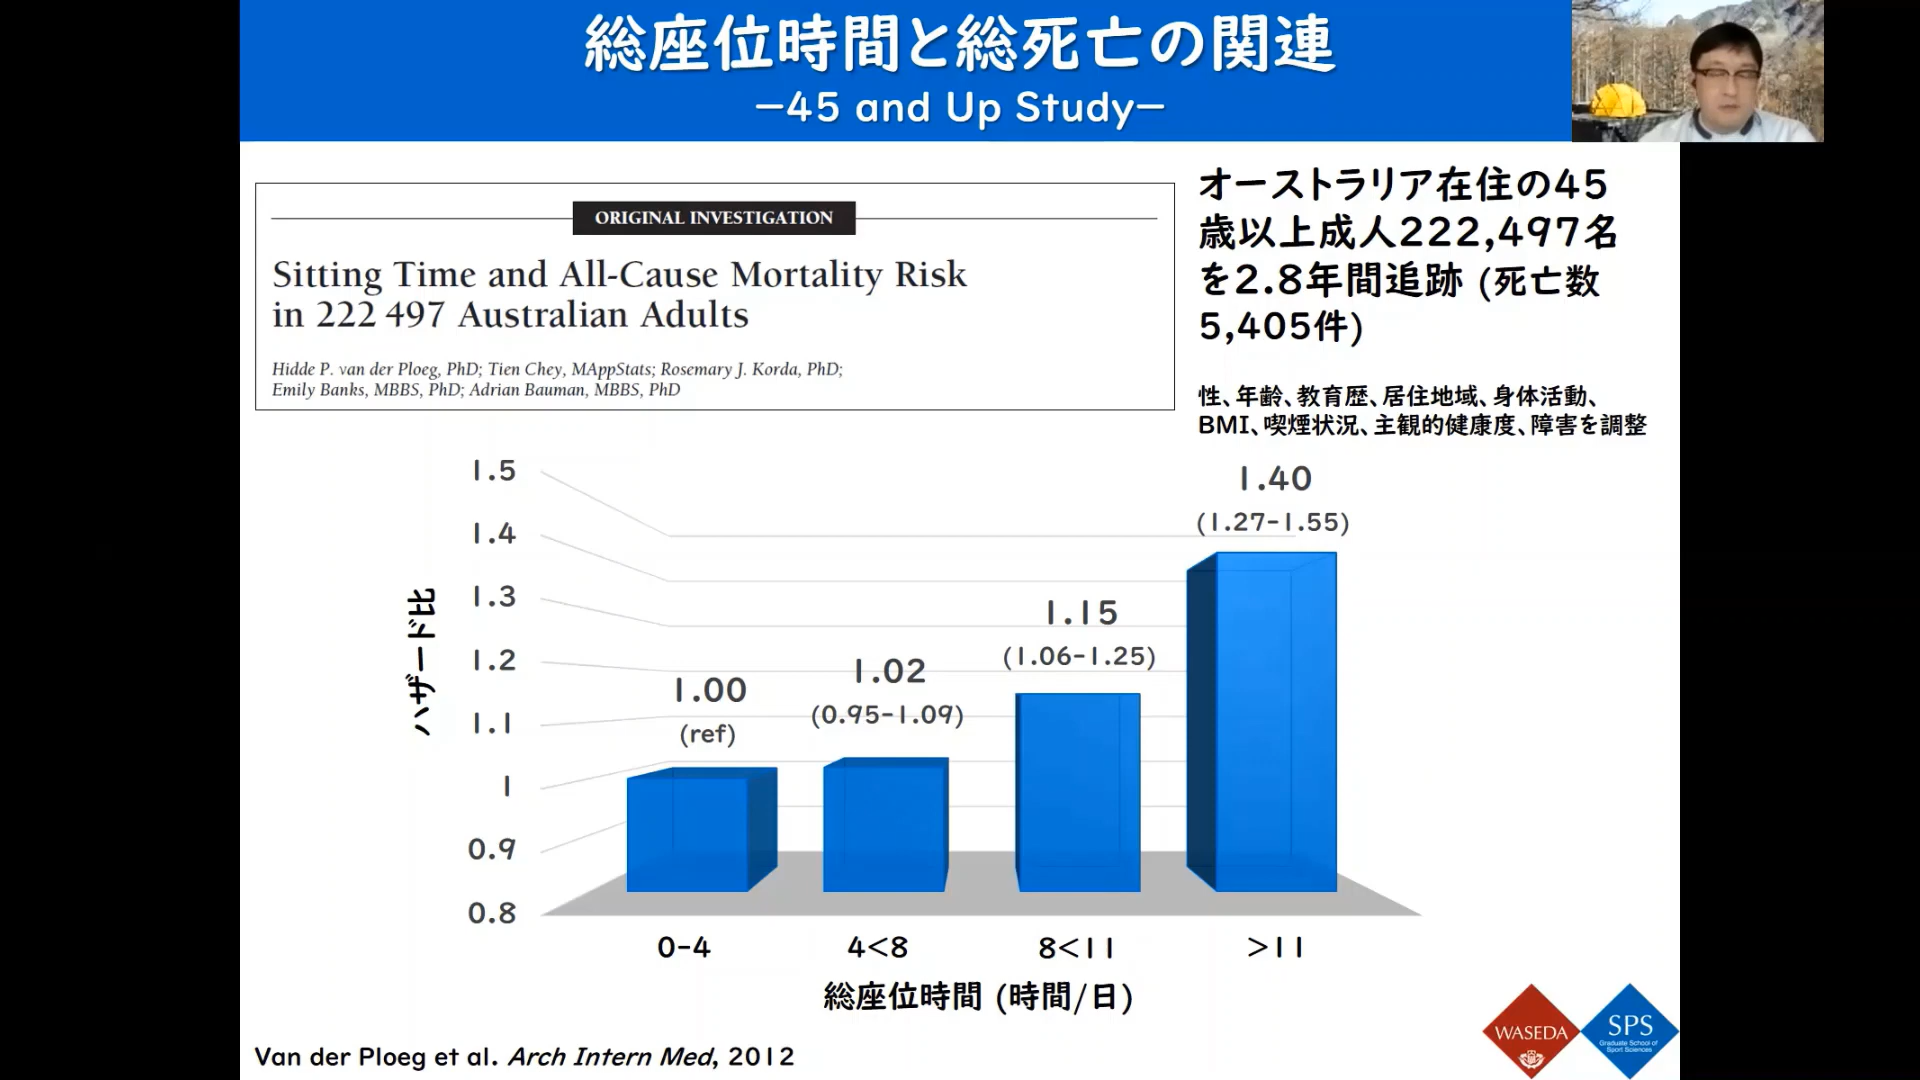 総座位時間と総死亡の関連
−45 and Up Study−
ORIGINAL INVESTIGATION
Sitting Time and All-Cause Mortality Risk
in 222 497 Australian Adults
Hidde P. van der Ploeg, PhD; Tien Chey, MAppStats; Rosemary J. Korda, PhD;
Emily Banks, MBBS, PhD; Adrian Bauman, MBBS, PhD
オーストラリア在住の45
歳以上成人222,497名
を2.8年間追跡 (死亡数
5,405件)
性、年齢、教育歴、居住地域、身体活動、
BMI、喫煙状況、主観的健康度、障害を調整
ハザード比
1.5
1.4
1.3
1.2
1.1
1
0.9
0.8
1.00
(ref)
1.02
(0.95-1.09)
1.15
(1.06-1.25)
1.40
(1.27-1.55)
0-4
4<8
8<11
>11
総座位時間 (時間/日)
Van der Ploeg et al. Arch Intern Med, 2012
WASEDA
SPS
Graduate School of
Sport Sciences